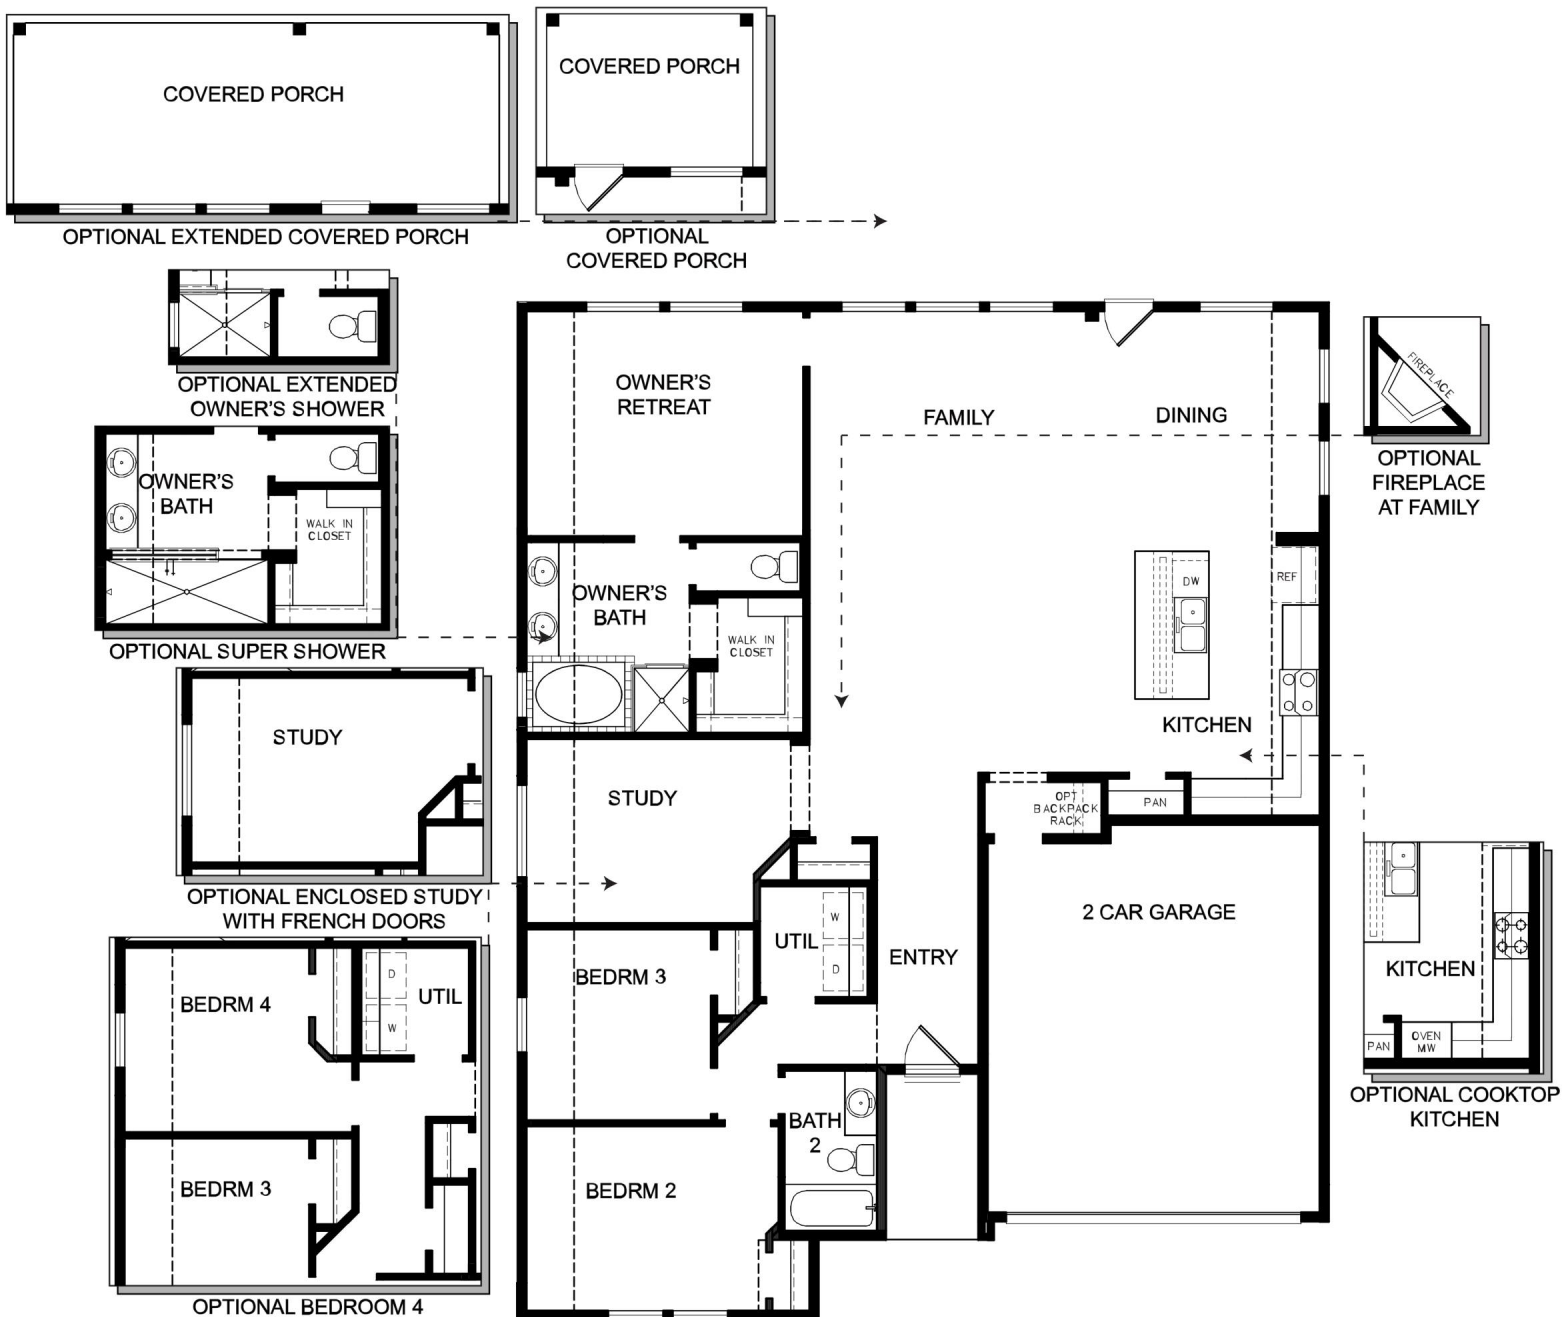 COVERED PORCH
OPTIONAL EXTENDED COVERED PORCH
COVERED PORCH
OPTIONAL
COVERED PORCH
OPTIONAL EXTENDED
OWNER'S SHOWER
OWNER'S
BATH
WALK IN
CLOSET
OPTIONAL SUPER SHOWER
STUDY
OPTIONAL ENCLOSED STUDY
WITH FRENCH DOORS
BEDRM 4
D
W
UTIL
BEDRM 3
OPTIONAL BEDROOM 4
OWNER'S
RETREAT
FAMILY
DINING
OWNER'S
BATH
WALK IN
CLOSET
DW
REF
KITCHEN
STUDY
OPT
BACKPACK
RACK
PAN
2 CAR GARAGE
W
D
UTIL
ENTRY
BEDRM 3
BATH
2
BEDRM 2
FIREPLACE
OPTIONAL
FIREPLACE
AT FAMILY
KITCHEN
PAN
OVEN
MW
OPTIONAL COOKTOP
KITCHEN